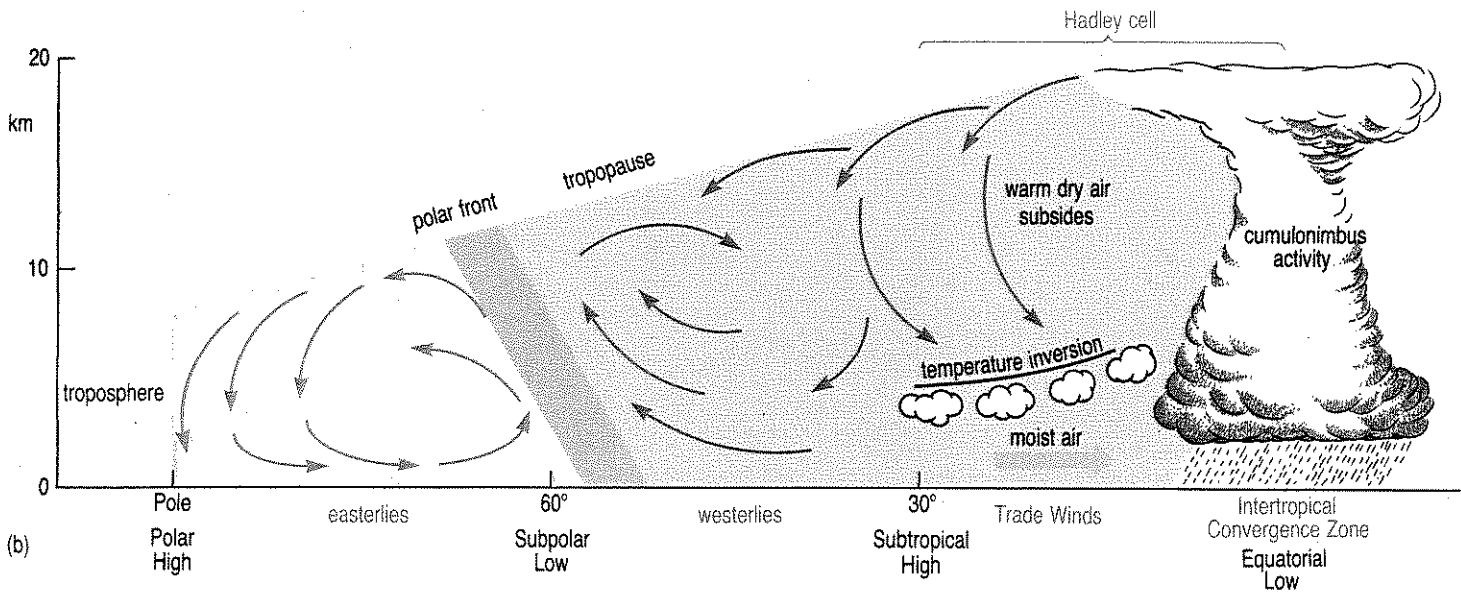 Hadley cell
20
km
tropopause
polar front
warm dry air
subsides
cumulonimbus
activity
10
troposphere
temperature inversion
moist air
0
Pole
easterlies
60°
westerlies
30°
Trade Winds
Intertropical
Convergence Zone
(b)
Polar
High
Subpolar
Low
Subtropical
High
Equatorial
Low